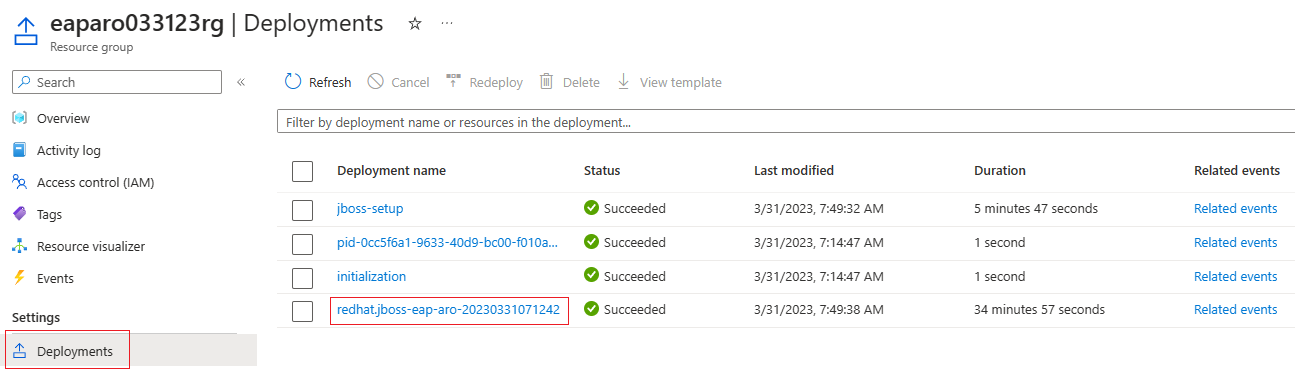 eaparo033123rg | Deployments
Resource group
Search
Overview
Activity log
Access control (IAM)
Tags
Resource visualizer
Events
Settings
Deployments
Refresh Cancel Redeploy Delete View template
Filter by deployment name or resources in the deployment...
Deployment name Status Last modified Duration Related events
jboss-setup Succeeded 3/31/2023, 7:49:32 AM 5 minutes 47 seconds Related events
pid-0cc5f6a1-9633-40d9-bc00-f010a... Succeeded 3/31/2023, 7:14:47 AM 1 second Related events
initialization Succeeded 3/31/2023, 7:14:47 AM 1 second Related events
redhat.jboss-eap-aro-20230331071242 Succeeded 3/31/2023, 7:49:38 AM 34 minutes 57 seconds Related events